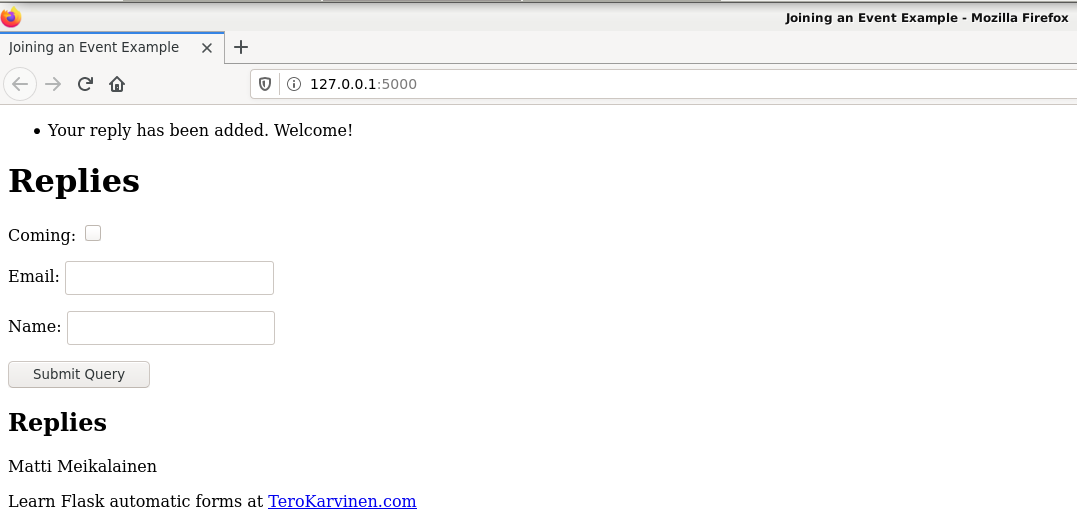 Joining an Event Example - Mozilla Firefox
Joining an Event Example
127.0.0.1:5000
• Your reply has been added. Welcome!
Replies
Coming:
Email:
Name:
Submit Query
Replies
Matti Meikalainen
Learn Flask automatic forms at TeroKarvinen.com